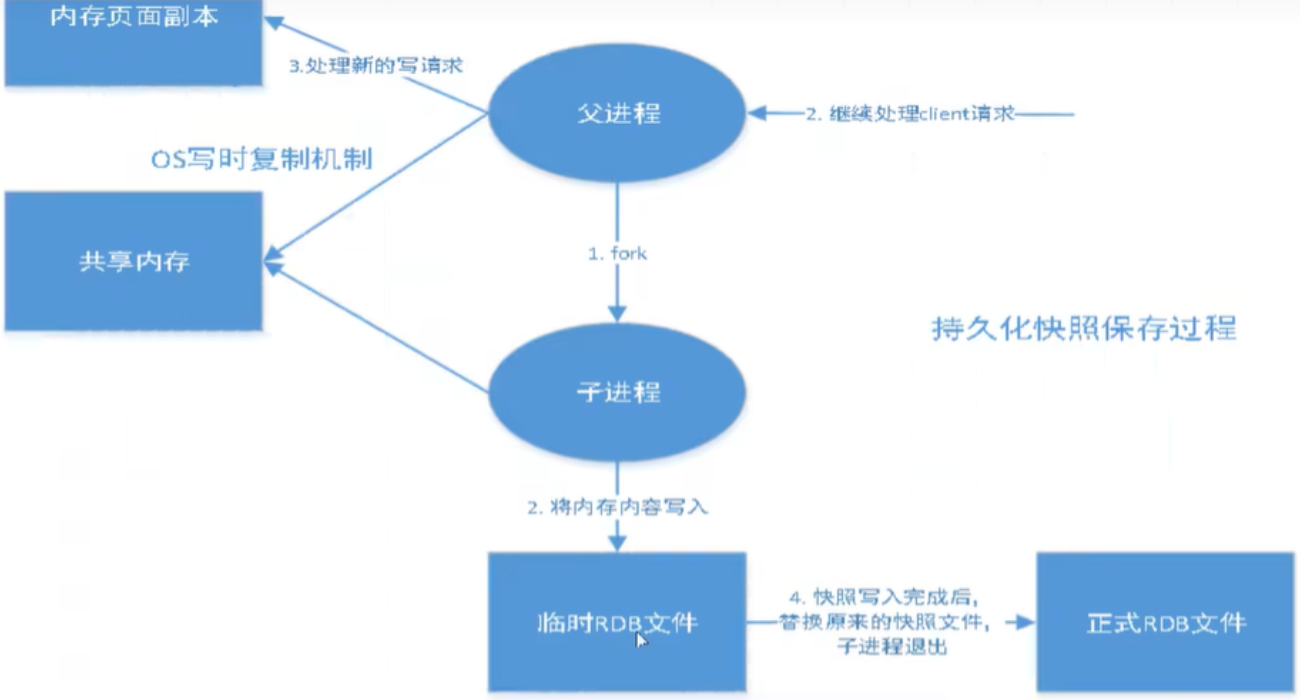 内存页面副本
3.处理新的写请求
父进程
2. 继续处理client请求
OS写时复制机制
共享内存
1. fork
持久化快照保存过程
子进程
2. 将内存内容写入
临时RDB文件
4. 快照写入完成后,
替换原来的快照文件,
子进程退出
正式RDB文件